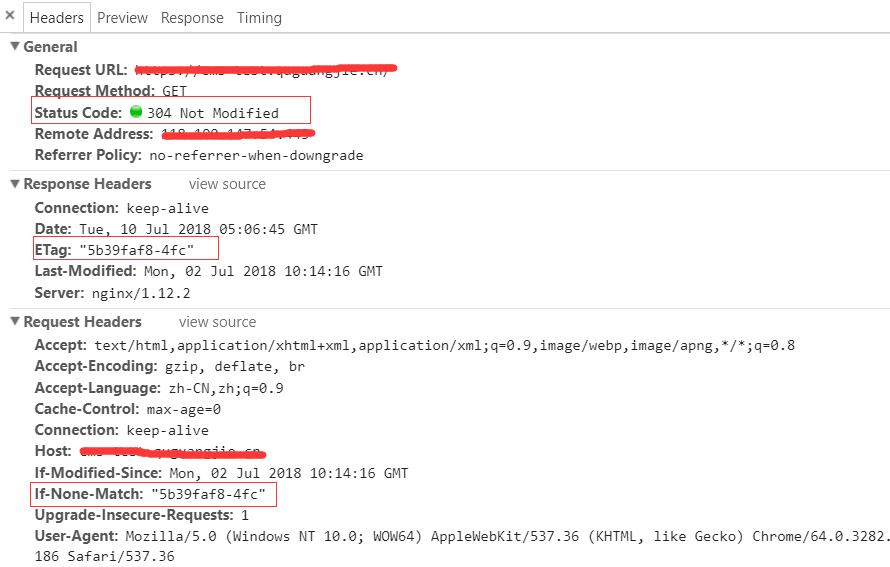 × Headers Preview Response Timing
▼ General
Request URL:
Request Method: GET
Status Code: 304 Not Modified
Remote Address:
Referrer Policy: no-referrer-when-downgrade
▼ Response Headers view source
Connection: keep-alive
Date: Tue, 10 Jul 2018 05:06:45 GMT
ETag: "5b39faf8-4fc"
Last-Modified: Mon, 02 Jul 2018 10:14:16 GMT
Server: nginx/1.12.2
▼ Request Headers view source
Accept: text/html,application/xhtml+xml,application/xml;q=0.9,image/webp,image/apng,*/*;q=0.8
Accept-Encoding: gzip, deflate, br
Accept-Language: zh-CN,zh;q=0.9
Cache-Control: max-age=0
Connection: keep-alive
Host:
If-Modified-Since: Mon, 02 Jul 2018 10:14:16 GMT
If-None-Match: "5b39faf8-4fc"
Upgrade-Insecure-Requests: 1
User-Agent: Mozilla/5.0 (Windows NT 10.0; WOW64) AppleWebKit/537.36 (KHTML, like Gecko) Chrome/64.0.3282.
186 Safari/537.36